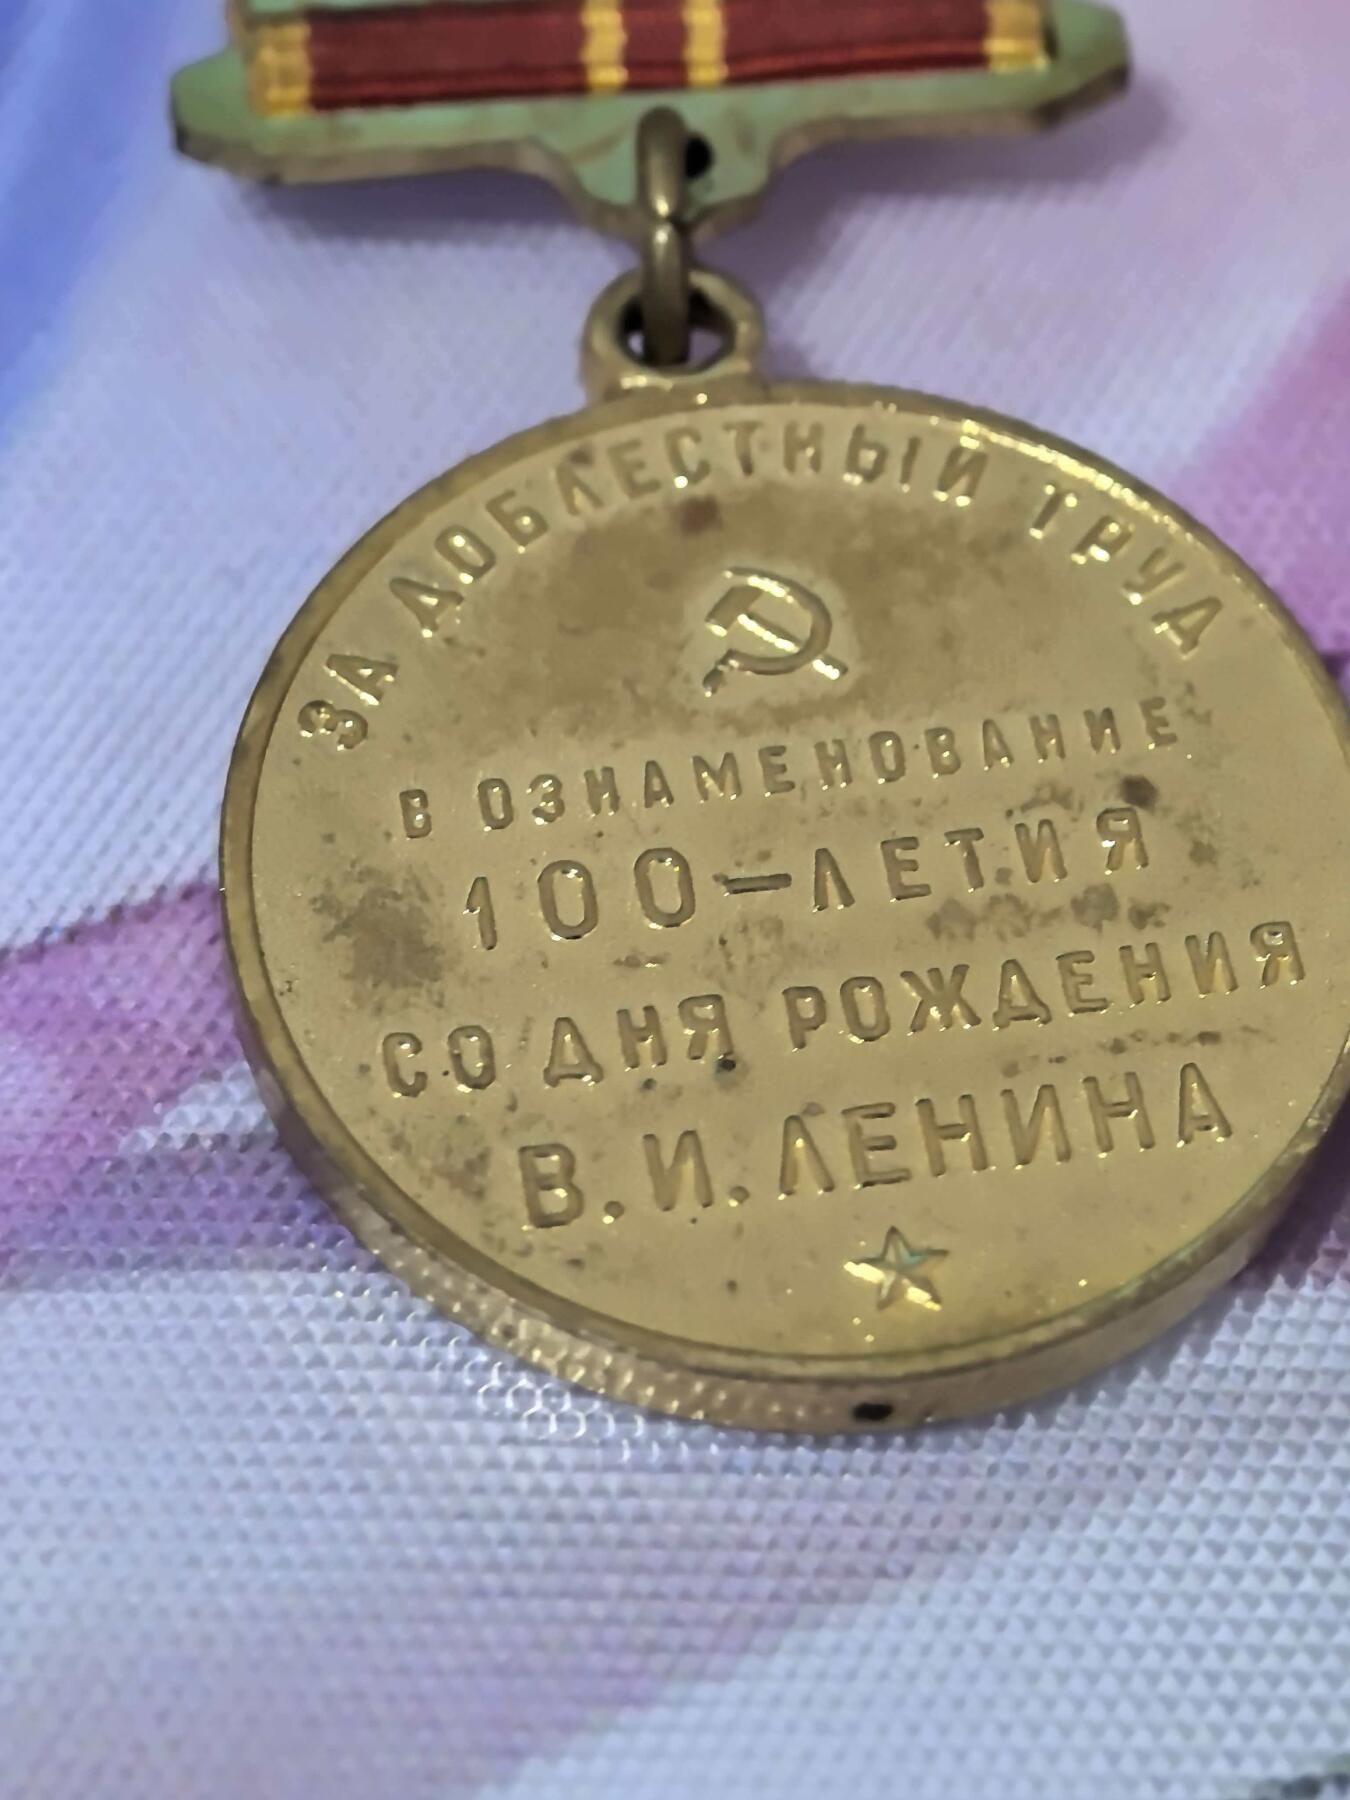 ЗА ДОБЛЕСТНЫЙ ТРУД
В ОЗНАМЕНОВАНИЕ
100-ЛЕТИЯ
СО ДНЯ РОЖДЕНИЯ
В. И. ЛЕНИНА